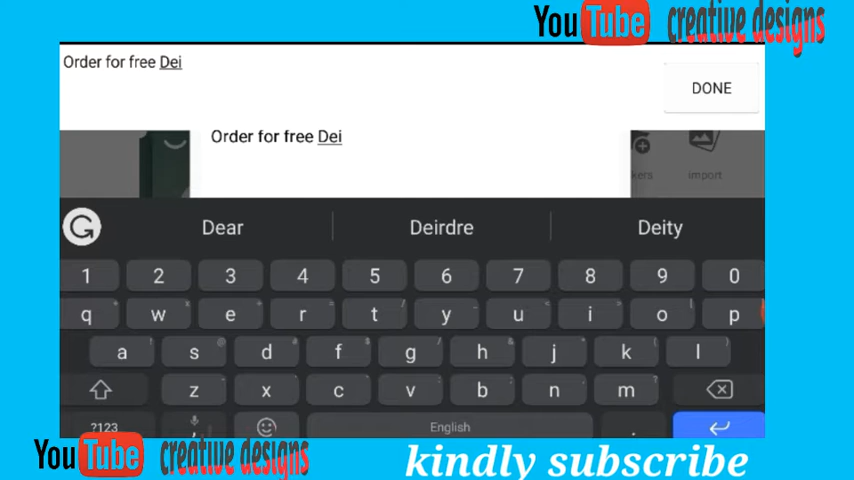 YouTube creative designs
Order for free Dei
DONE
Order for free Dei
kers import
Dear Deirdre Deity
1 2 3 4 5 6 7 8 9 0
q w e r t y u i o p
a s d f g h j k l
z x c v b n m
?123 , English .
YouTube creative designs kindly subscribe